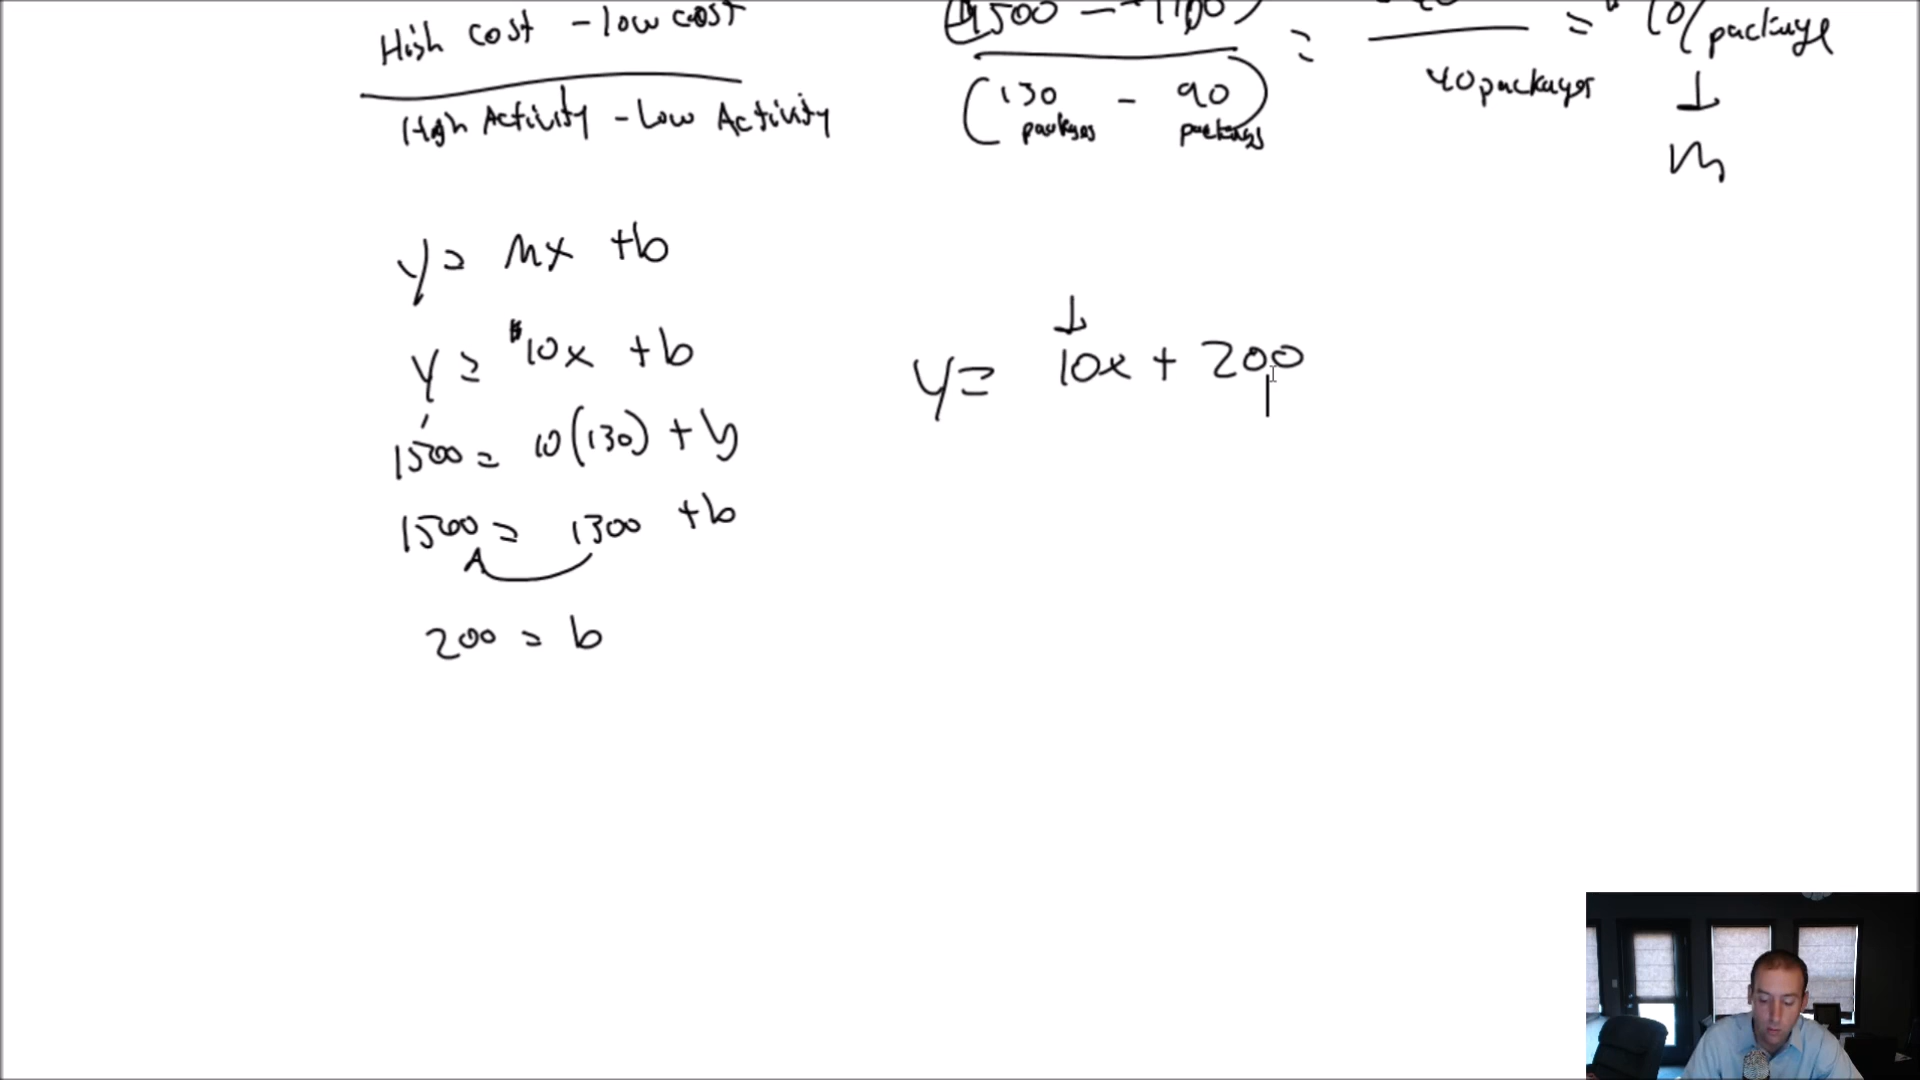 High Cost - low cost
High Activity - Low Activity
1500 - 1100
(130 packages - 90 packages) = 40 packages = 10/package
↓
m
y = mx + b
y = $10x + b
1500 = 10(130) + b
1500 = 1300 + b
200 = b
↓
y = 10x + 200